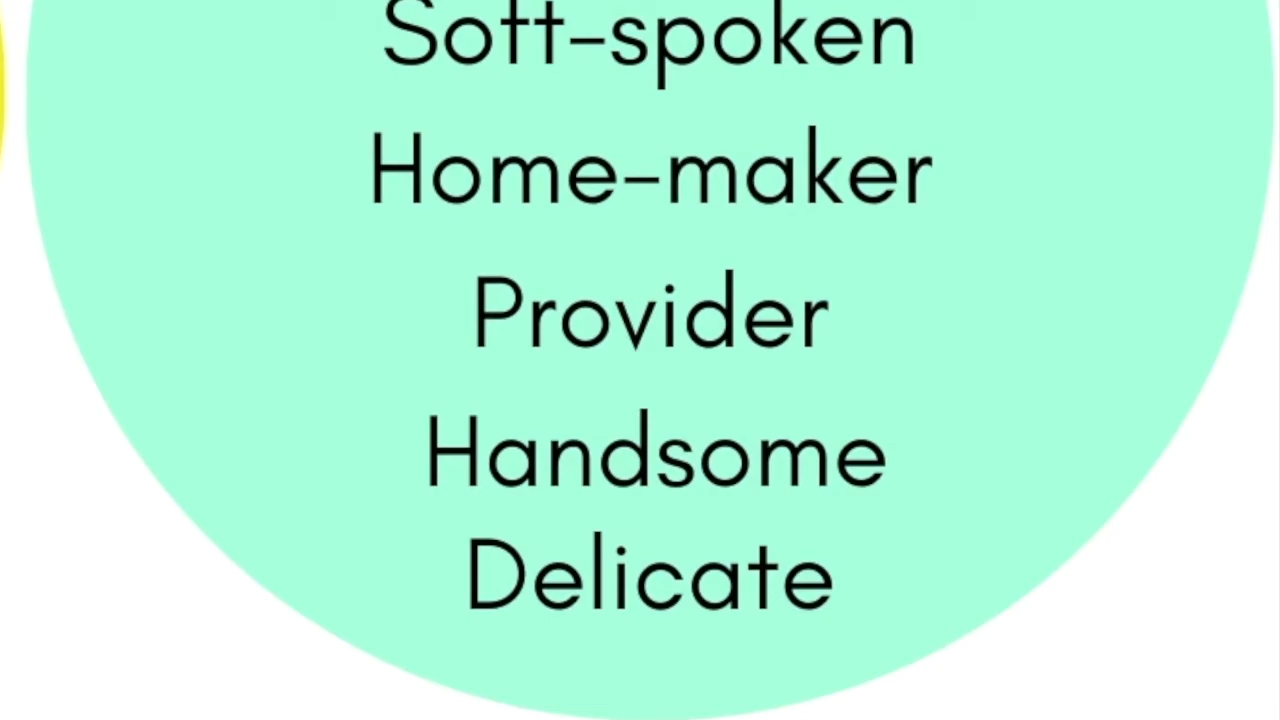 Soft-spoken
Home-maker
Provider
Handsome
Delicate